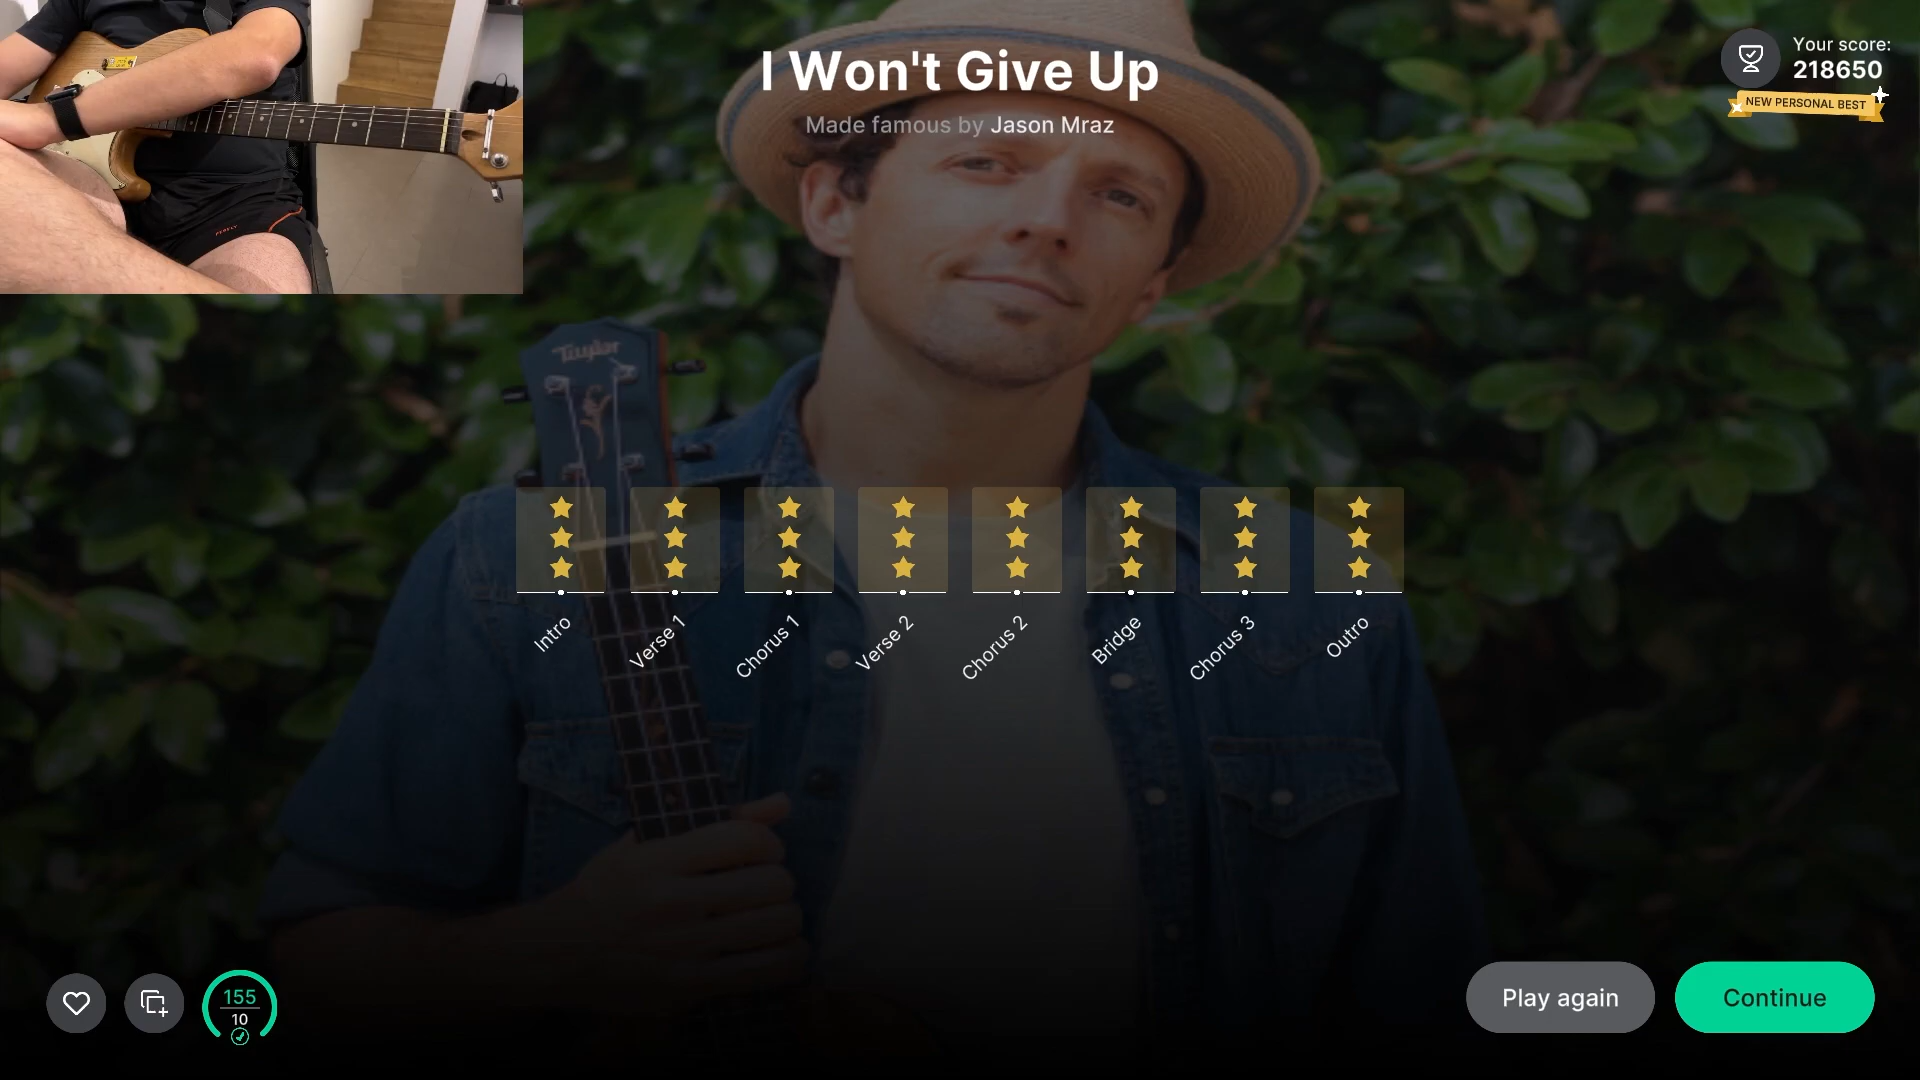 I Won't Give Up
Made famous by Jason Mraz
Your score:
218650
NEW PERSONAL BEST
Taylor
Intro
Verse 1
Chorus 1
Verse 2
Chorus 2
Bridge
Chorus 3
Outro
155
10
Play again
Continue